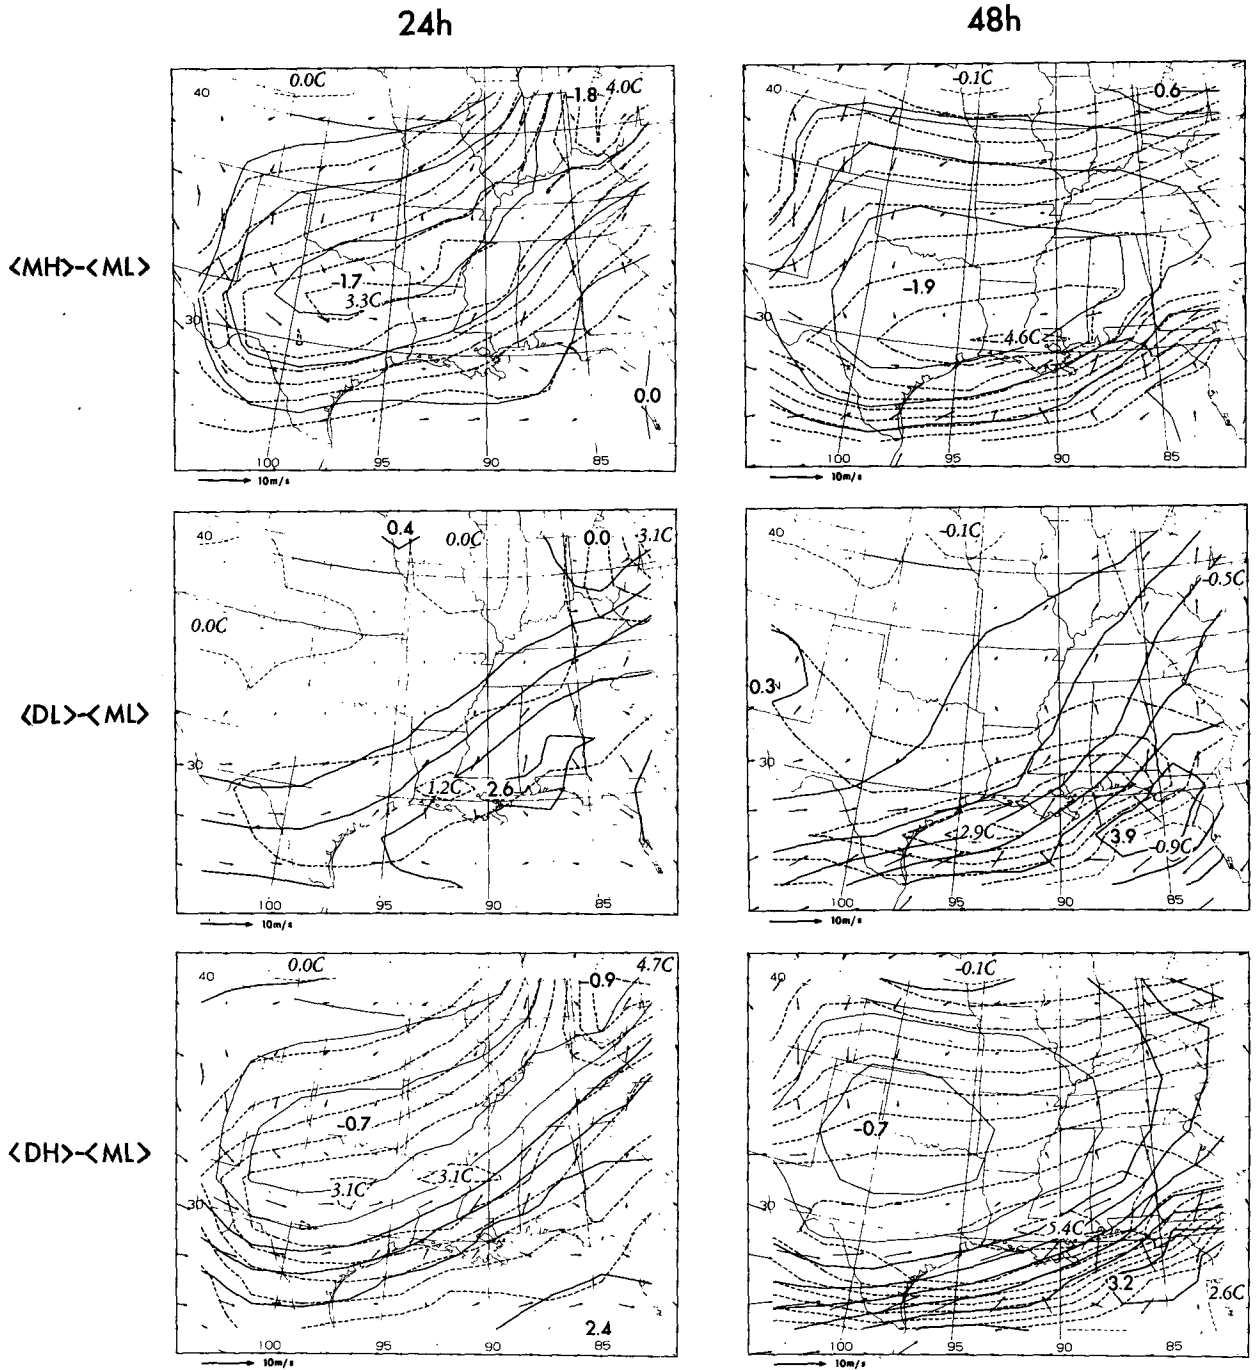 24h 48h
0.0C -1.8 4.0C
40
<MH>-<ML>
-1.7
3.3C
30
0.0
100 95 90 85
10m/s
-0.1C 0.6
40
-1.9
30
4.6C
100 95 90 85
10m/s
0.4 0.0C 0.0 3.1C
40
0.0C
<DL>-<ML>
30
1.2C 2.6
100 95 90 85
10m/s
-0.1C
40
-0.5C
0.3
30
2.9C 3.9 -0.9C
100 95 90 85
10m/s
0.0C -0.9 4.7C
40
-0.7
<DH>-<ML>
3.1C 3.1C
30
2.4
100 95 90 85
10m/s
-0.1C
40
-0.7
30
5.4C
3.2 2.6C
100 95 90 85
10m/s